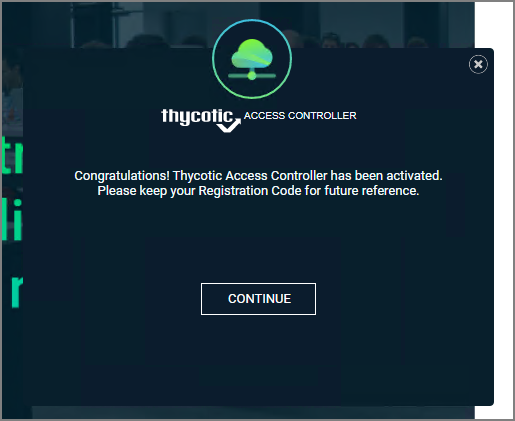 thycotic ACCESS CONTROLLER
Congratulations! Thycotic Access Controller has been activated.
Please keep your Registration Code for future reference.
CONTINUE